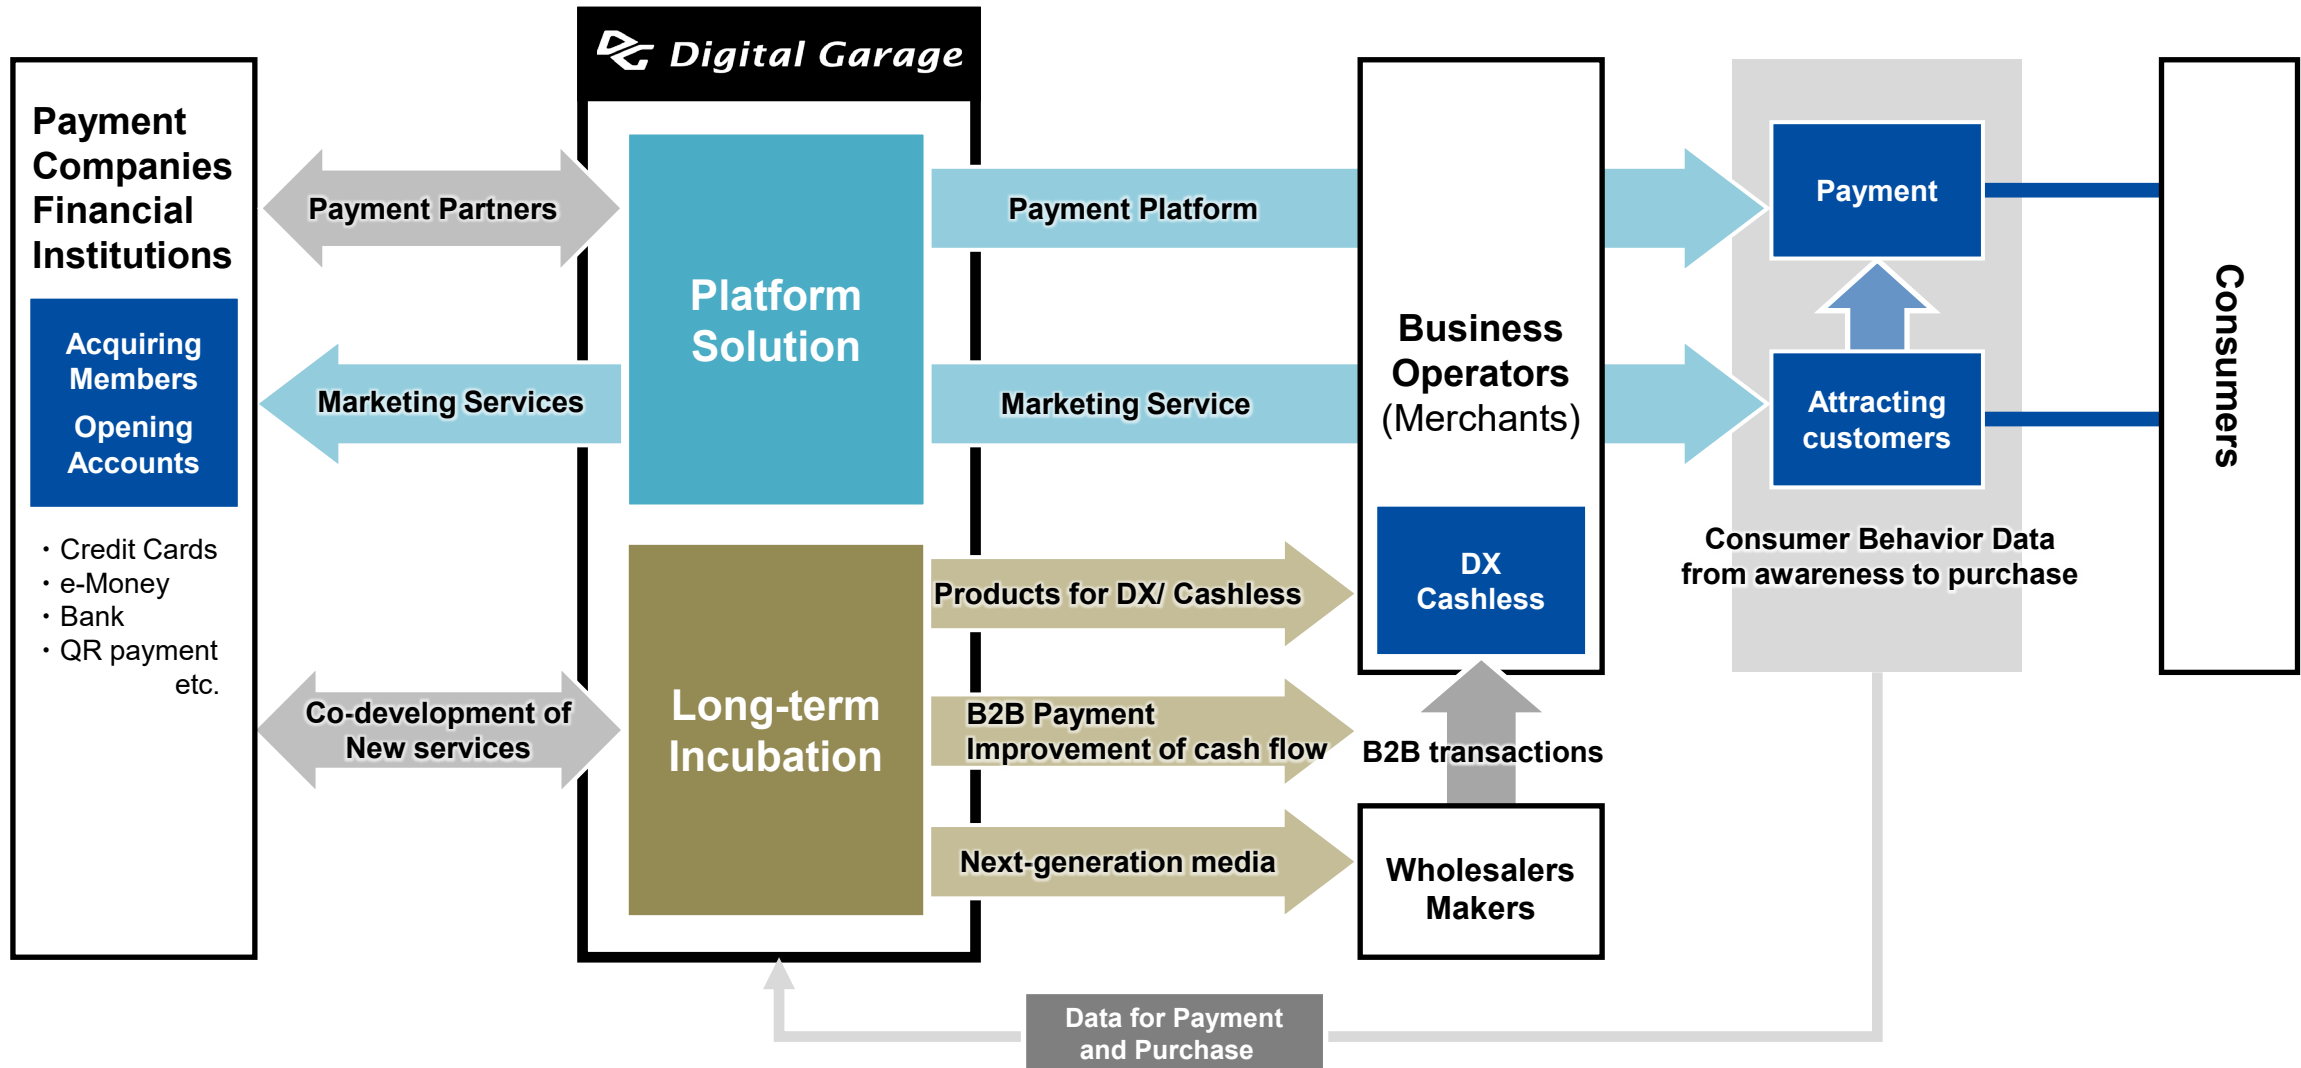 DG Digital Garage
Payment
Companies
Financial
Institutions
Acquiring
Members
Opening
Accounts
・Credit Cards
・e-Money
・Bank
・QR payment
etc.
Payment Partners
Marketing Services
Co-development of
New services
Platform
Solution
Long-term
Incubation
Payment Platform
Marketing Service
Products for DX/ Cashless
B2B Payment
Improvement of cash flow
Next-generation media
Business
Operators
(Merchants)
DX
Cashless
B2B transactions
Wholesalers
Makers
Payment
Attracting
customers
Consumer Behavior Data
from awareness to purchase
Consumers
Data for Payment
and Purchase